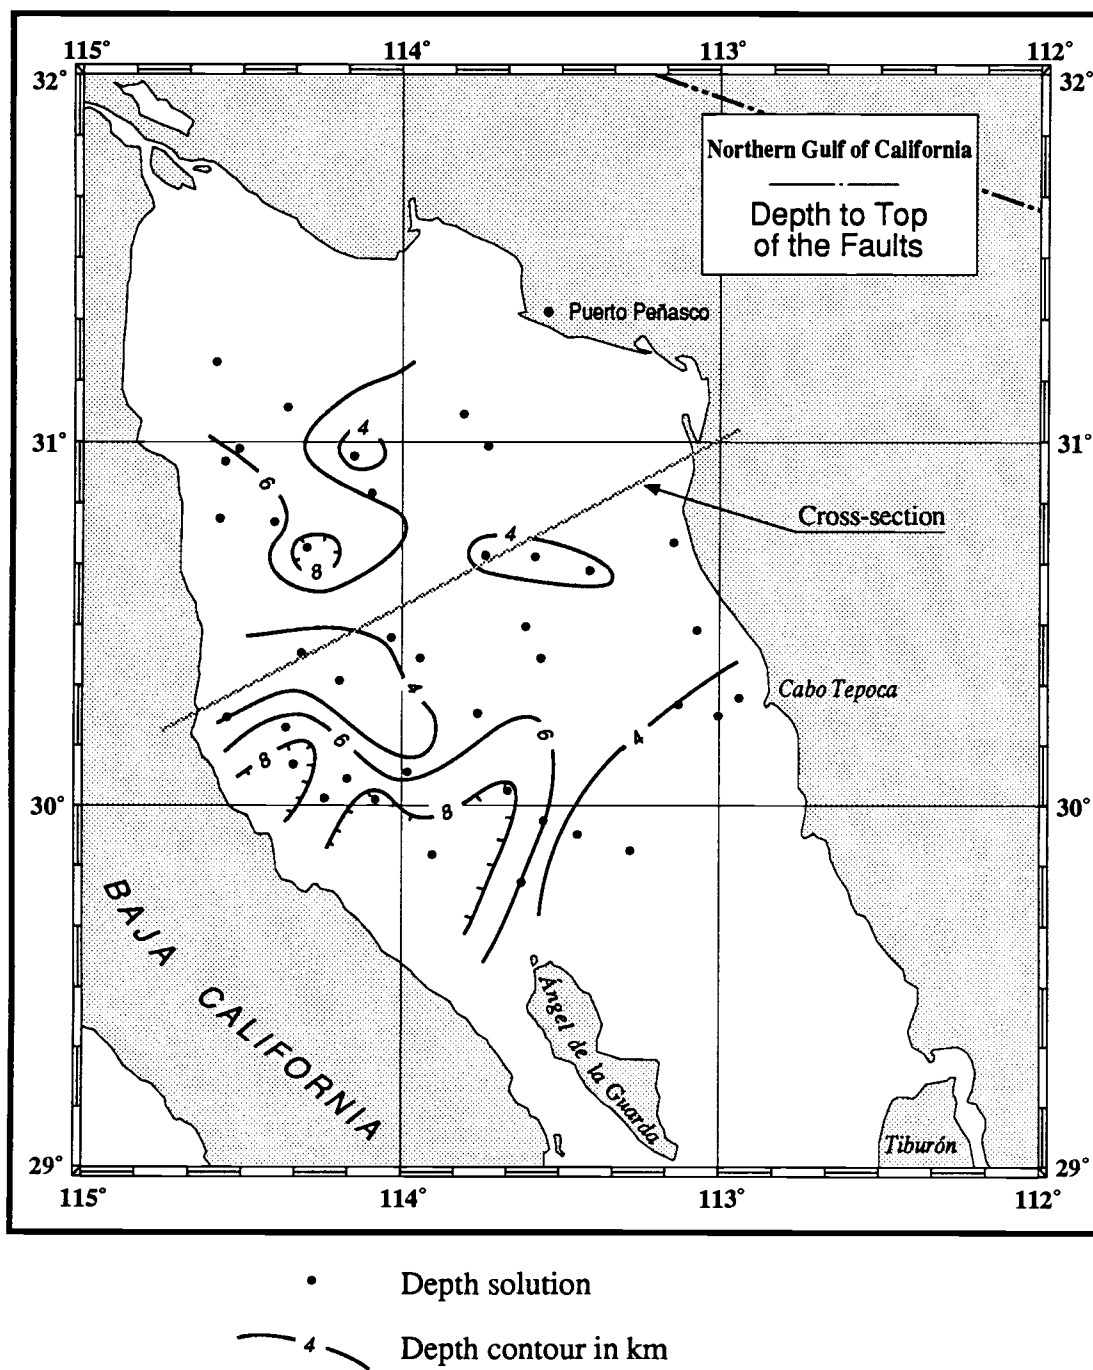 115°
114°
113°
112°
32°
32°
Northern Gulf of California
Depth to Top
of the Faults
Puerto Peñasco
4
31°
31°
6
Cross-section
4
8
4
Cabo Tepoca
6
6
4
8
30°
8
30°
BAJA CALIFORNIA
Ángel de la Guarda
Tiburón
29°
29°
115°
114°
113°
112°
Depth solution
4
Depth contour in km